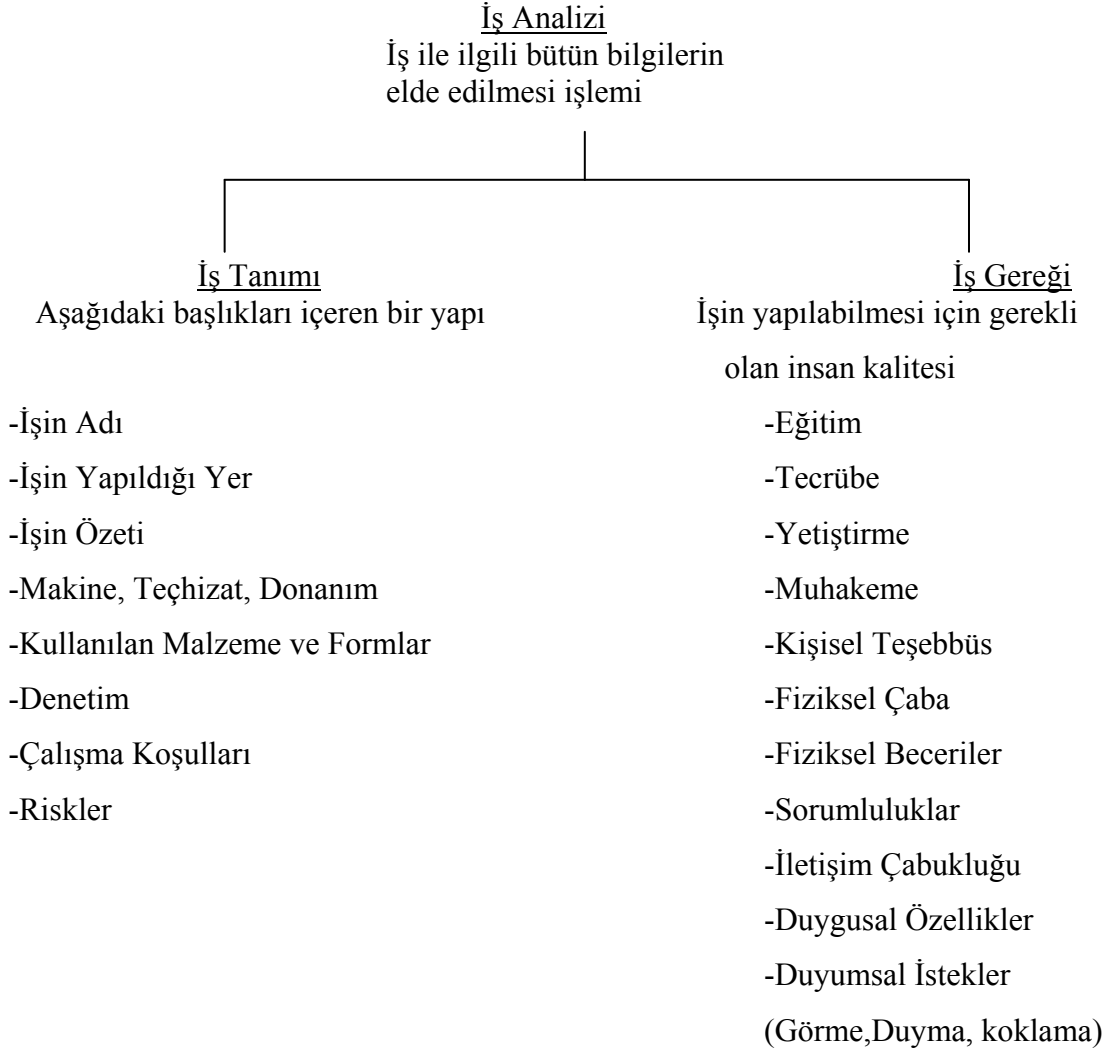 İş Analizi
İş ile ilgili bütün bilgilerin
elde edilmesi işlemi
İş Tanımı
Aşağıdaki başlıkları içeren bir yapı
-İşin Adı
-İşin Yapıldığı Yer
-İşin Özeti
-Makine, Teçhizat, Donanım
-Kullanılan Malzeme ve Formlar
-Denetim
-Çalışma Koşulları
-Riskler
İş Gereği
İşin yapılabilmesi için gerekli
olan insan kalitesi
-Eğitim
-Tecrübe
-Yetiştirme
-Muhakeme
-Kişisel Teşebbüs
-Fiziksel Çaba
-Fiziksel Beceriler
-Sorumluluklar
-İletişim Çabukluğu
-Duygusal Özellikler
-Duyumsal İstekler
(Görme,Duyma, koklama)